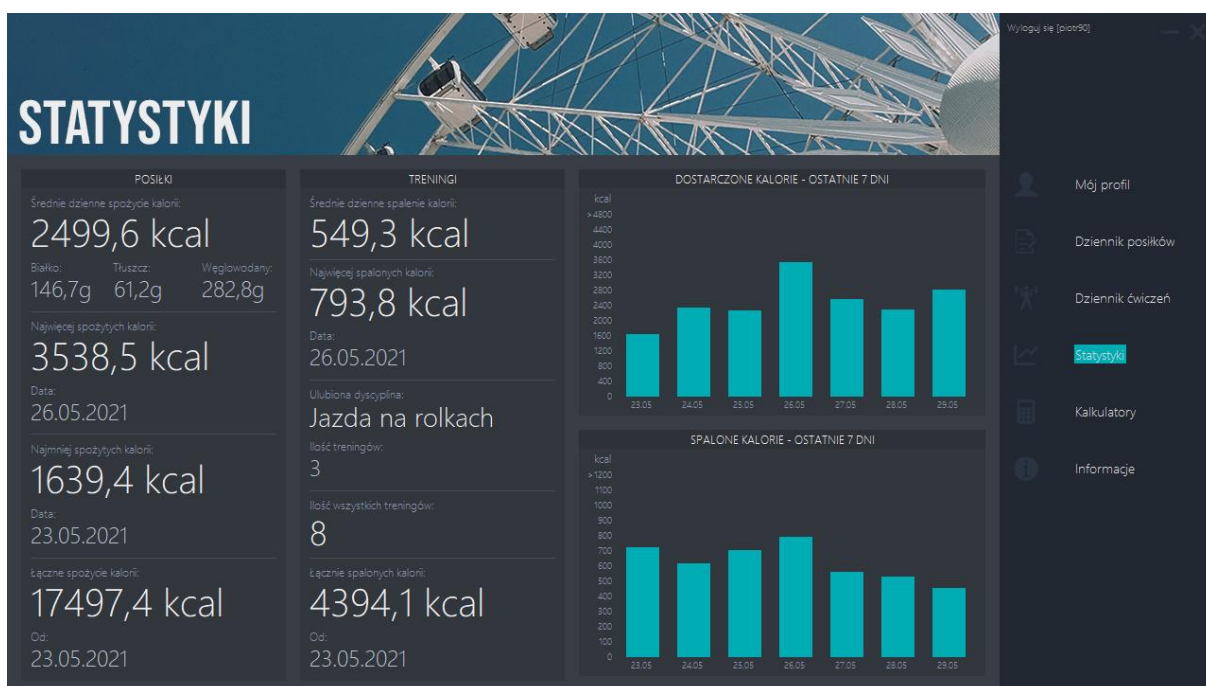 Wyloguj się [piotr90]
STATYSTYKI
POSIŁKI
Średnie dzienne spożycie kalorii:
2499,6 kcal
Białko: Tłuszcz: Węglowodany:
146,7g 61,2g 282,8g
Najwięcej spożytych kalorii:
3538,5 kcal
Data:
26.05.2021
Najmniej spożytych kalorii:
1639,4 kcal
Data:
23.05.2021
Łączne spożycie kalorii:
17497,4 kcal
Od:
23.05.2021
TRENINGI
Średnie dzienne spalenie kalorii:
549,3 kcal
Najwięcej spalonych kalorii:
793,8 kcal
Data:
26.05.2021
Ulubiona dyscyplina:
Jazda na rolkach
Ilość treningów:
3
Ilość wszystkich treningów:
8
Łącznie spalonych kalorii:
4394,1 kcal
Od:
23.05.2021
DOSTARCZONE KALORIE - OSTATNIE 7 DNI
kcal
>4800
4400
4000
3600
3200
2800
2400
2000
1600
1200
800
400
0
23.05 24.05 25.05 26.05 27.05 28.05 29.05
SPALONE KALORIE - OSTATNIE 7 DNI
kcal
>1200
1100
1000
900
800
700
600
500
400
300
200
100
0
23.05 24.05 25.05 26.05 27.05 28.05 29.05
Mój profil
Dziennik posiłków
Dziennik ćwiczeń
Statystyki
Kalkulatory
Informacje